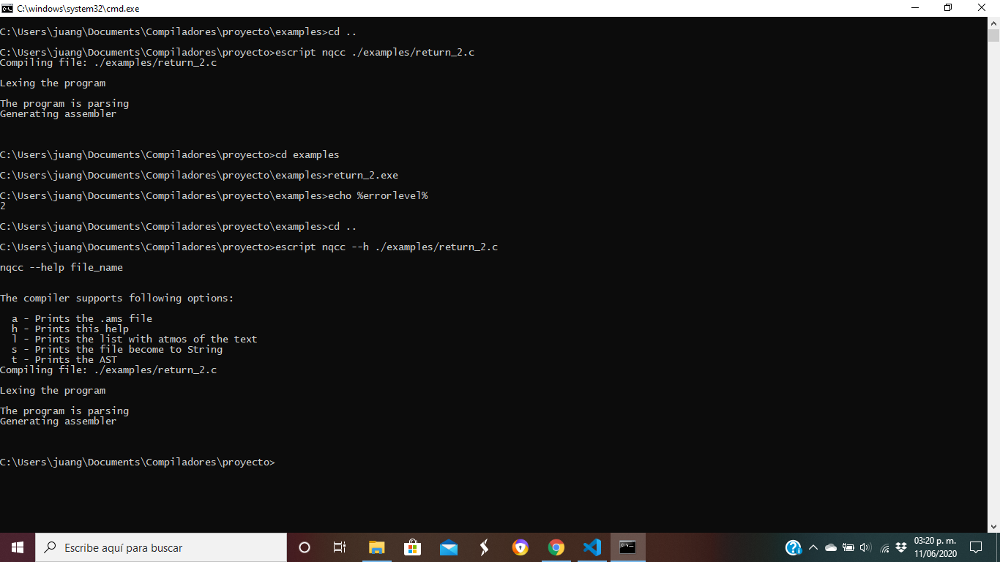 C:\windows\system32\cmd.exe
C:\Users\juang\Documents\Compiladores\proyecto\examples>cd ..
C:\Users\juang\Documents\Compiladores\proyecto>escript nqcc ./examples/return_2.c
Compiling file: ./examples/return_2.c
Lexing the program
The program is parsing
Generating assembler
C:\Users\juang\Documents\Compiladores\proyecto>cd examples
C:\Users\juang\Documents\Compiladores\proyecto\examples>return_2.exe
C:\Users\juang\Documents\Compiladores\proyecto\examples>echo %errorlevel%
2
C:\Users\juang\Documents\Compiladores\proyecto\examples>cd ..
C:\Users\juang\Documents\Compiladores\proyecto>escript nqcc --h ./examples/return_2.c
nqcc --help file_name
The compiler supports following options:
a - Prints the .ams file
h - Prints this help
l - Prints the list with atmos of the text
s - Prints the file become to String
t - Prints the AST
Compiling file: ./examples/return_2.c
Lexing the program
The program is parsing
Generating assembler
C:\Users\juang\Documents\Compiladores\proyecto>
Escribe aquí para buscar
03:20 p. m.
11/06/2020